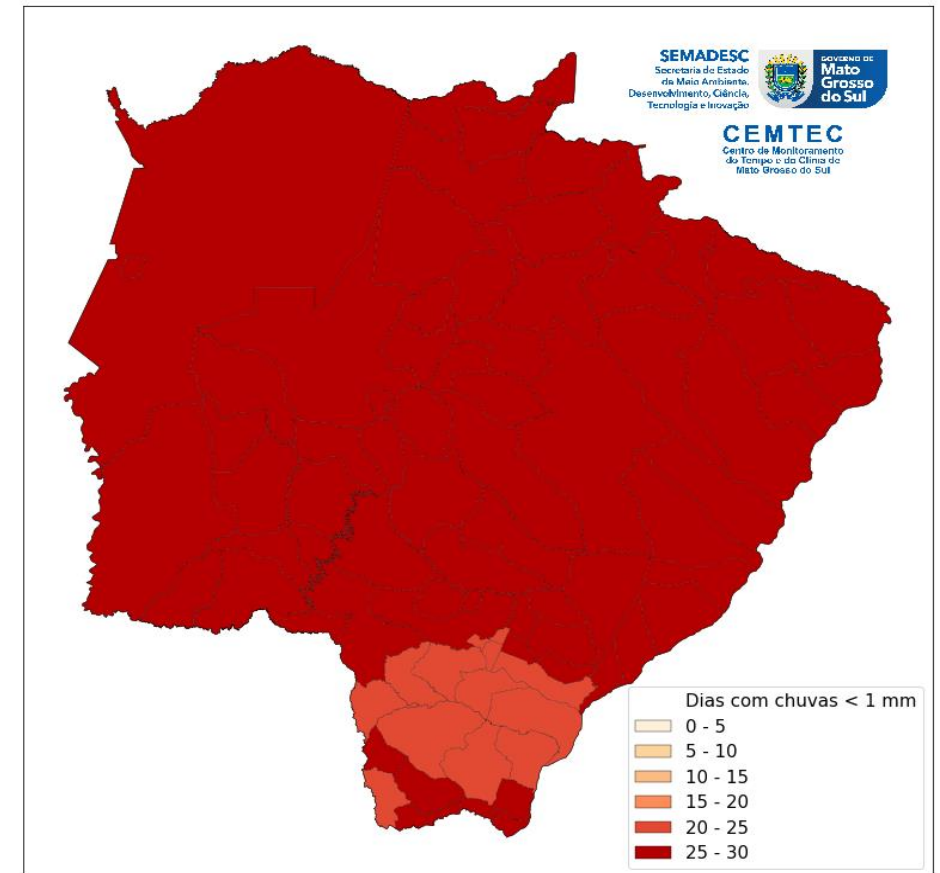 SEMADESC
Secretaria de Estado
de Meio Ambiente,
Desenvolvimento, Ciência,
Tecnologia e Inovação
GOVERNO DE
Mato
Grosso
do Sul
CEMTEC
Centro de Monitoramento
do Tempo e do Clima de
Mato Grosso do Sul
Dias com chuvas < 1 mm
0 - 5
5 - 10
10 - 15
15 - 20
20 - 25
25 - 30